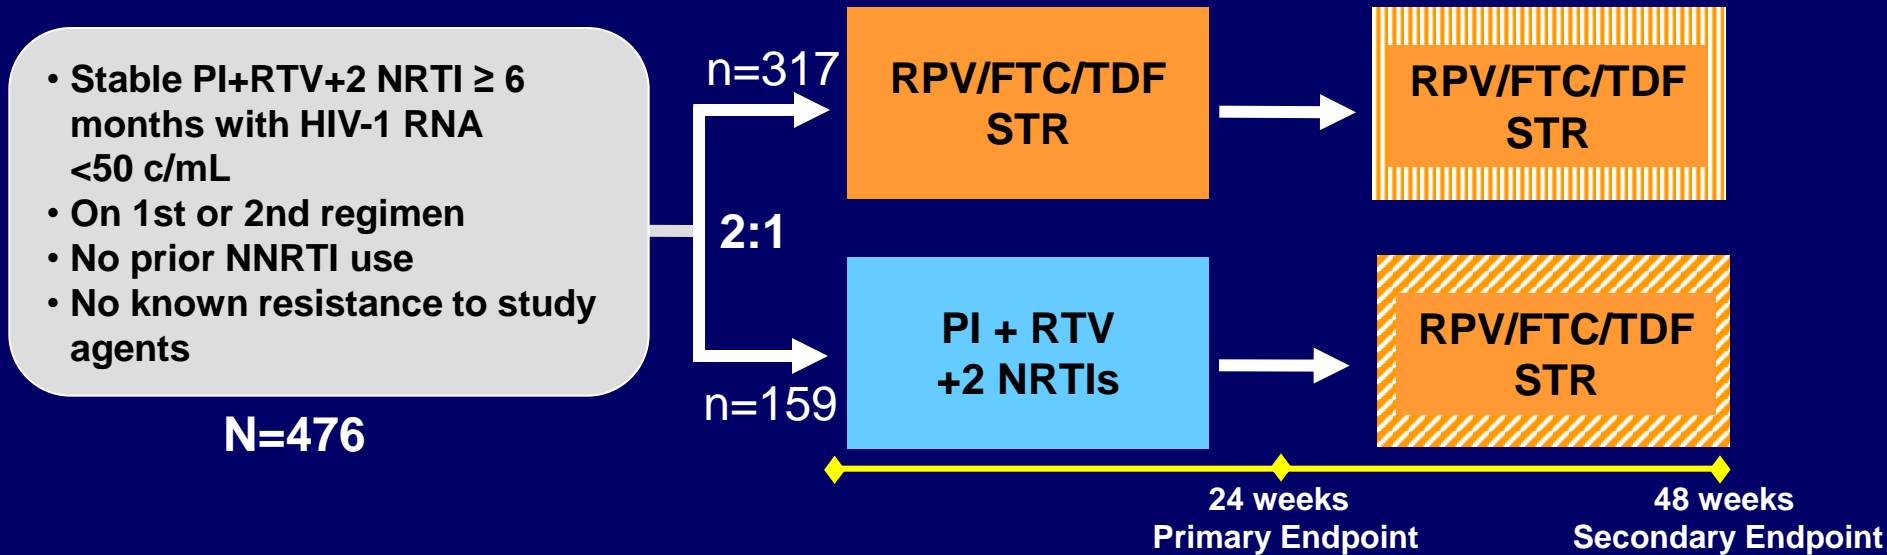 • Stable PI+RTV+2 NRTI ≥ 6
months with HIV-1 RNA
<50 c/mL
• On 1st or 2nd regimen
• No prior NNRTI use
• No known resistance to study
agents
N=476
2:1
n=317
RPV/FTC/TDF
STR
RPV/FTC/TDF
STR
n=159
PI + RTV
+2 NRTIs
RPV/FTC/TDF
STR
24 weeks
Primary Endpoint
48 weeks
Secondary Endpoint